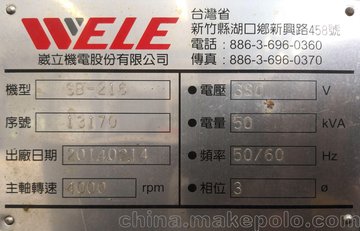 WELE
崴立機電股份有限公司
台灣省
新竹縣湖口鄉新興路458號
電話：886-3-696-0360
傳真：886-3-696-0370
機型 SB-216
序號 13170
出廠日期 20140214
主軸轉速 4000 rpm
電壓 380 V
電量 50 kVA
頻率 50/60 Hz
相位 3 ø
china.makepolo.com